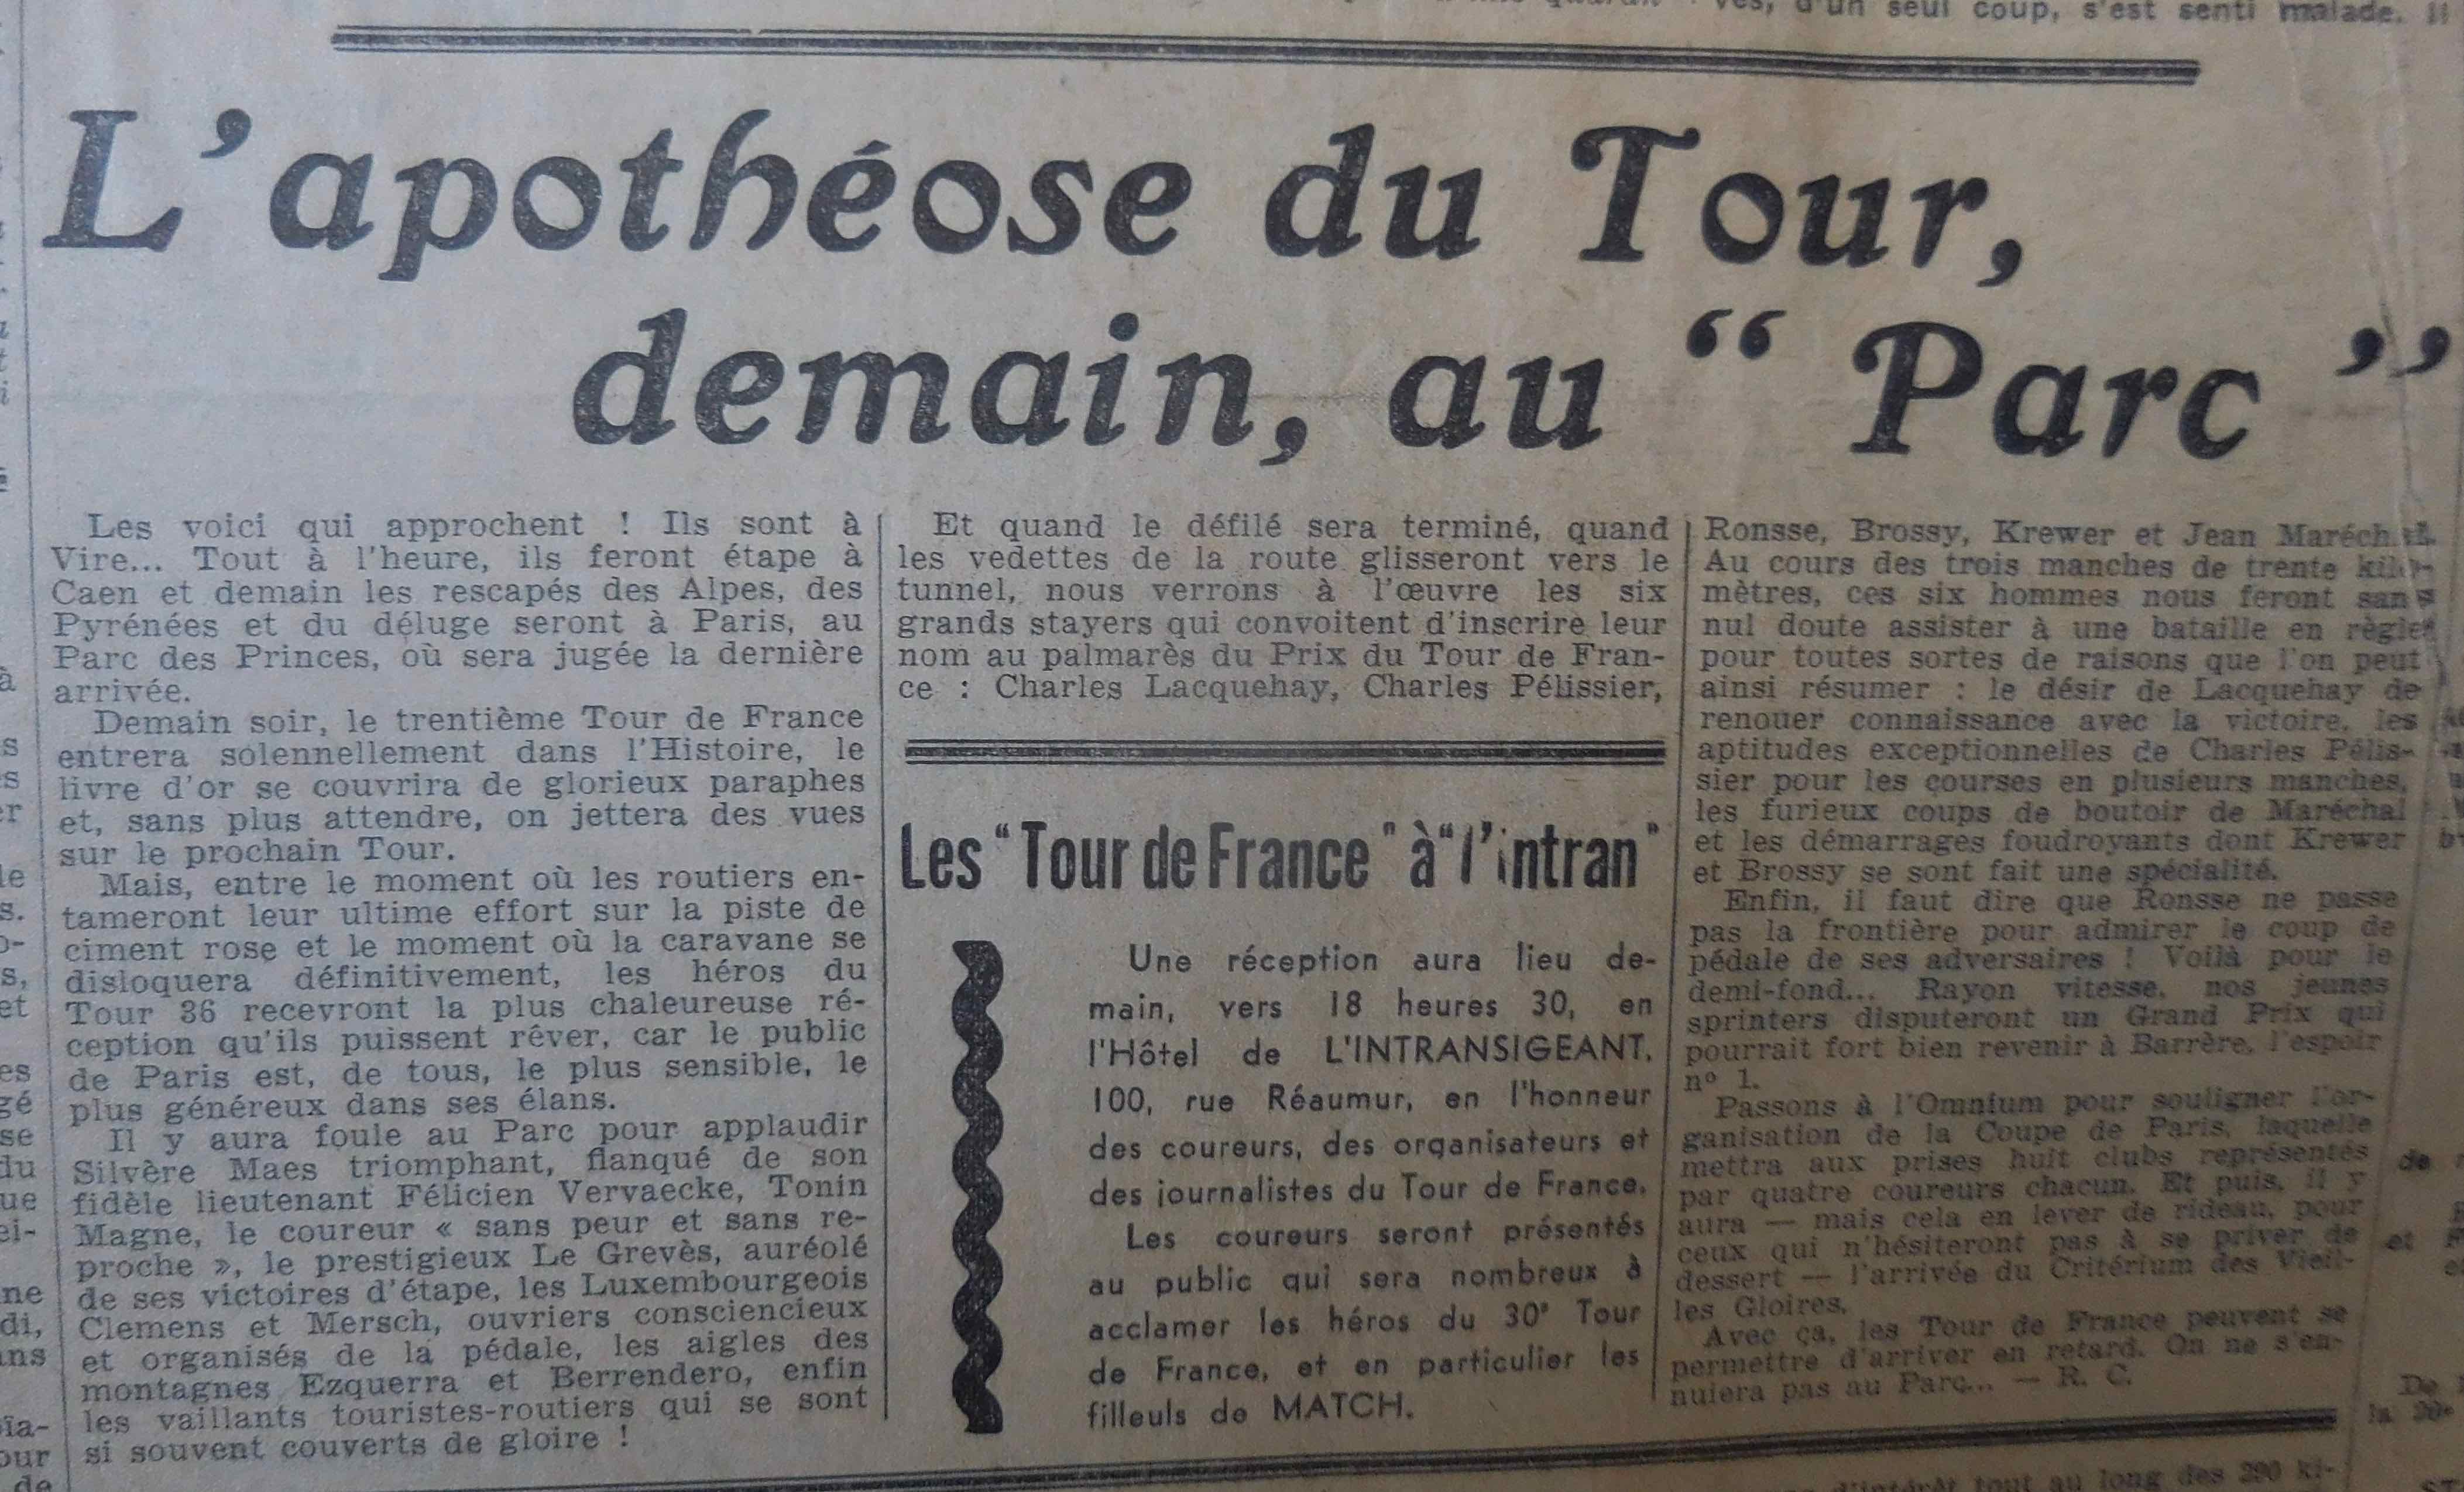 ves, d'un seul coup, s'est senti malade. Il
L'apothéose du Tour,
demain, au “ Parc ”
Les voici qui approchent ! Ils sont à
Vire... Tout à l'heure, ils feront étape à
Caen et demain les rescapés des Alpes, des
Pyrénées et du déluge seront à Paris, au
Parc des Princes, où sera jugée la dernière
arrivée.
Demain soir, le trentième Tour de France
entrera solennellement dans l'Histoire, le
livre d'or se couvrira de glorieux paraphes
et, sans plus attendre, on jettera des vues
sur le prochain Tour.
Mais, entre le moment où les routiers en-
tameront leur ultime effort sur la piste de
ciment rose et le moment où la caravane se
disloquera définitivement, les héros du
Tour 36 recevront la plus chaleureuse ré-
ception qu'ils puissent rêver, car le public
de Paris est, de tous, le plus sensible, le
plus généreux dans ses élans.
Il y aura foule au Parc pour applaudir
Silvère Maes triomphant, flanqué de son
fidèle lieutenant Félicien Vervaecke, Tonin
Magne, le coureur « sans peur et sans re-
proche », le prestigieux Le Grevès, auréolé
de ses victoires d'étape, les Luxembourgeois
Clemens et Mersch, ouvriers consciencieux
et organisés de la pédale, les aigles des
montagnes Ezquerra et Berrendero, enfin
les vaillants touristes-routiers qui se sont
si souvent couverts de gloire !
Et quand le défilé sera terminé, quand
les vedettes de la route glisseront vers le
tunnel, nous verrons à l'œuvre les six
grands stayers qui convoitent d'inscrire leur
nom au palmarès du Prix du Tour de Fran-
ce : Charles Lacquehay, Charles Pélissier,
Les “Tour de France” à “l'intran”
Une réception aura lieu de-
main, vers 18 heures 30, en
l'Hôtel de L'INTRANSIGEANT,
100, rue Réaumur, en l'honneur
des coureurs, des organisateurs et
des journalistes du Tour de France.
Les coureurs seront présentés
au public qui sera nombreux à
acclamer les héros du 30e Tour
de France, et en particulier les
filleuls de MATCH.
Ronsse, Brossy, Krewer et Jean Maréchal.
Au cours des trois manches de trente kilo-
mètres, ces six hommes nous feront sans
nul doute assister à une bataille en règle
pour toutes sortes de raisons que l'on peut
ainsi résumer : le désir de Lacquehay de
renouer connaissance avec la victoire, les
aptitudes exceptionnelles de Charles Pélis-
sier pour les courses en plusieurs manches,
les furieux coups de boutoir de Maréchal
et les démarrages foudroyants dont Krewer
et Brossy se sont fait une spécialité.
Enfin, il faut dire que Ronsse ne passe
pas la frontière pour admirer le coup de
pédale de ses adversaires ! Voilà pour le
demi-fond... Rayon vitesse, nos jeunes
sprinters disputeront un Grand Prix qui
pourrait fort bien revenir à Barrère, l'espoir
nº 1.
Passons à l'Omnium pour souligner l'or-
ganisation de la Coupe de Paris, laquelle
mettra aux prises huit clubs représentés
par quatre coureurs chacun. Et puis, il y
aura — mais cela en lever de rideau, pour
ceux qui n'hésiteront pas à se priver de
dessert — l'arrivée du Critérium des Vieil-
les Gloires.
Avec ça, les Tour de France peuvent se
permettre d'arriver en retard. On ne s'en-
nuiera pas au Parc... — R. C.
d'intérêt tout au long des 290 ki-